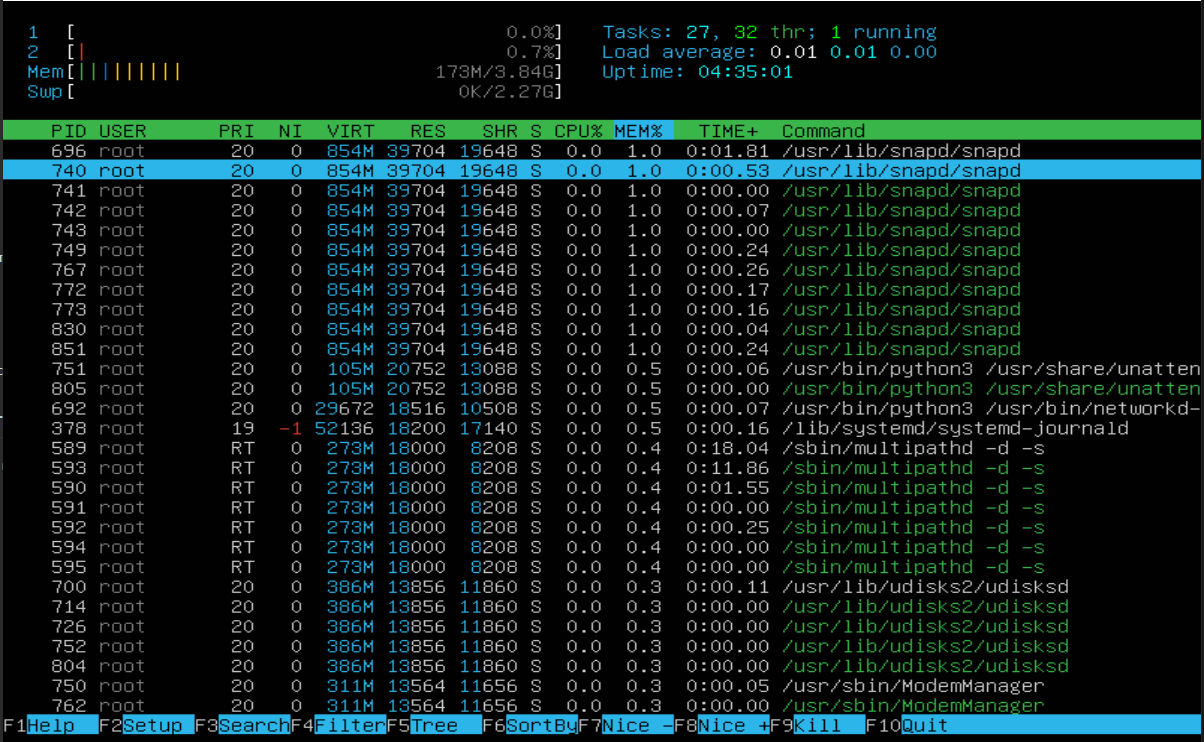 1 [ 0.0%] Tasks: 27, 32 thr; 1 running
2 [| 0.7%] Load average: 0.01 0.01 0.00
Mem[||||||||| 173M/3.84G] Uptime: 04:35:01
Swp[ 0K/2.27G]
PID USER PRI NI VIRT RES SHR S CPU% MEM% TIME+ Command
696 root 20 0 854M 39704 19648 S 0.0 1.0 0:01.81 /usr/lib/snapd/snapd
740 root 20 0 854M 39704 19648 S 0.0 1.0 0:00.53 /usr/lib/snapd/snapd
741 root 20 0 854M 39704 19648 S 0.0 1.0 0:00.00 /usr/lib/snapd/snapd
742 root 20 0 854M 39704 19648 S 0.0 1.0 0:00.07 /usr/lib/snapd/snapd
743 root 20 0 854M 39704 19648 S 0.0 1.0 0:00.00 /usr/lib/snapd/snapd
749 root 20 0 854M 39704 19648 S 0.0 1.0 0:00.24 /usr/lib/snapd/snapd
767 root 20 0 854M 39704 19648 S 0.0 1.0 0:00.26 /usr/lib/snapd/snapd
772 root 20 0 854M 39704 19648 S 0.0 1.0 0:00.17 /usr/lib/snapd/snapd
773 root 20 0 854M 39704 19648 S 0.0 1.0 0:00.16 /usr/lib/snapd/snapd
830 root 20 0 854M 39704 19648 S 0.0 1.0 0:00.04 /usr/lib/snapd/snapd
851 root 20 0 854M 39704 19648 S 0.0 1.0 0:00.24 /usr/lib/snapd/snapd
751 root 20 0 105M 20752 13088 S 0.0 0.5 0:00.06 /usr/bin/python3 /usr/share/unatten
805 root 20 0 105M 20752 13088 S 0.0 0.5 0:00.00 /usr/bin/python3 /usr/share/unatten
692 root 20 0 29672 18516 10508 S 0.0 0.5 0:00.07 /usr/bin/python3 /usr/bin/networkd-
378 root 19 -1 52136 18200 17140 S 0.0 0.5 0:00.16 /lib/systemd/systemd-journald
589 root RT 0 273M 18000 8208 S 0.0 0.4 0:18.04 /sbin/multipathd -d -s
593 root RT 0 273M 18000 8208 S 0.0 0.4 0:11.86 /sbin/multipathd -d -s
590 root RT 0 273M 18000 8208 S 0.0 0.4 0:01.55 /sbin/multipathd -d -s
591 root RT 0 273M 18000 8208 S 0.0 0.4 0:00.00 /sbin/multipathd -d -s
592 root RT 0 273M 18000 8208 S 0.0 0.4 0:00.25 /sbin/multipathd -d -s
594 root RT 0 273M 18000 8208 S 0.0 0.4 0:00.00 /sbin/multipathd -d -s
595 root RT 0 273M 18000 8208 S 0.0 0.4 0:00.00 /sbin/multipathd -d -s
700 root 20 0 386M 13856 11860 S 0.0 0.3 0:00.11 /usr/lib/udisks2/udisksd
714 root 20 0 386M 13856 11860 S 0.0 0.3 0:00.00 /usr/lib/udisks2/udisksd
726 root 20 0 386M 13856 11860 S 0.0 0.3 0:00.00 /usr/lib/udisks2/udisksd
752 root 20 0 386M 13856 11860 S 0.0 0.3 0:00.00 /usr/lib/udisks2/udisksd
804 root 20 0 386M 13856 11860 S 0.0 0.3 0:00.00 /usr/lib/udisks2/udisksd
750 root 20 0 311M 13564 11656 S 0.0 0.3 0:00.05 /usr/sbin/ModemManager
762 root 20 0 311M 13564 11656 S 0.0 0.3 0:00.00 /usr/sbin/ModemManager
F1Help F2Setup F3SearchF4FilterF5Tree F6SortByF7Nice -F8Nice +F9Kill F10Quit